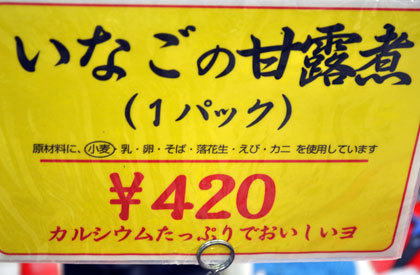 いなごの甘露煮
(1パック)
原材料に、小麦・乳・卵・そば・落花生・えび・カニ を使用しています
¥420
カルシウムたっぷりでおいしいヨ